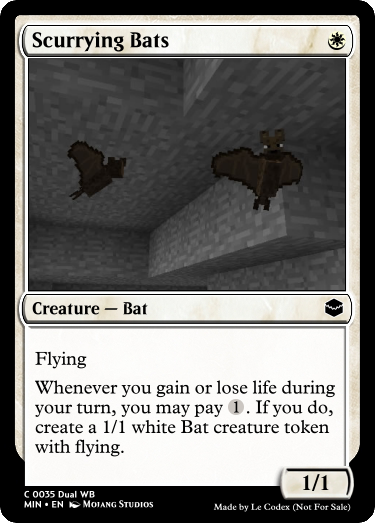 Scurrying Bats
Creature — Bat
Flying
Whenever you gain or lose life during
your turn, you may pay 1. If you do,
create a 1/1 white Bat creature token
with flying.
1/1
C 0035 Dual WB
MIN • EN Mojang Studios
Made by Le Codex (Not For Sale)